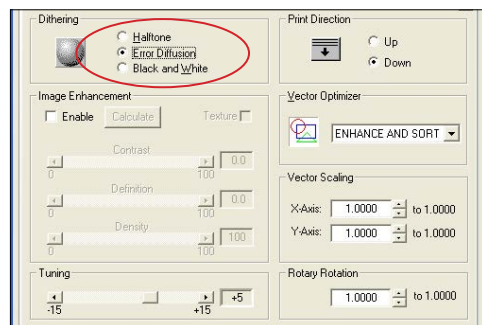 Dithering
Halftone
Error Diffusion
Black and White
Print Direction
Up
Down
Image Enhancement
Enable
Calculate
Texture
Contrast
0.0
0
100
Definition
0.0
0
100
Density
100
0
100
Vector Optimizer
ENHANCE AND SORT
Vector Scaling
X-Axis: 1.0000 to 1.0000
Y-Axis: 1.0000 to 1.0000
Tuning
+5
-15
+15
Rotary Rotation
1.0000 to 1.0000